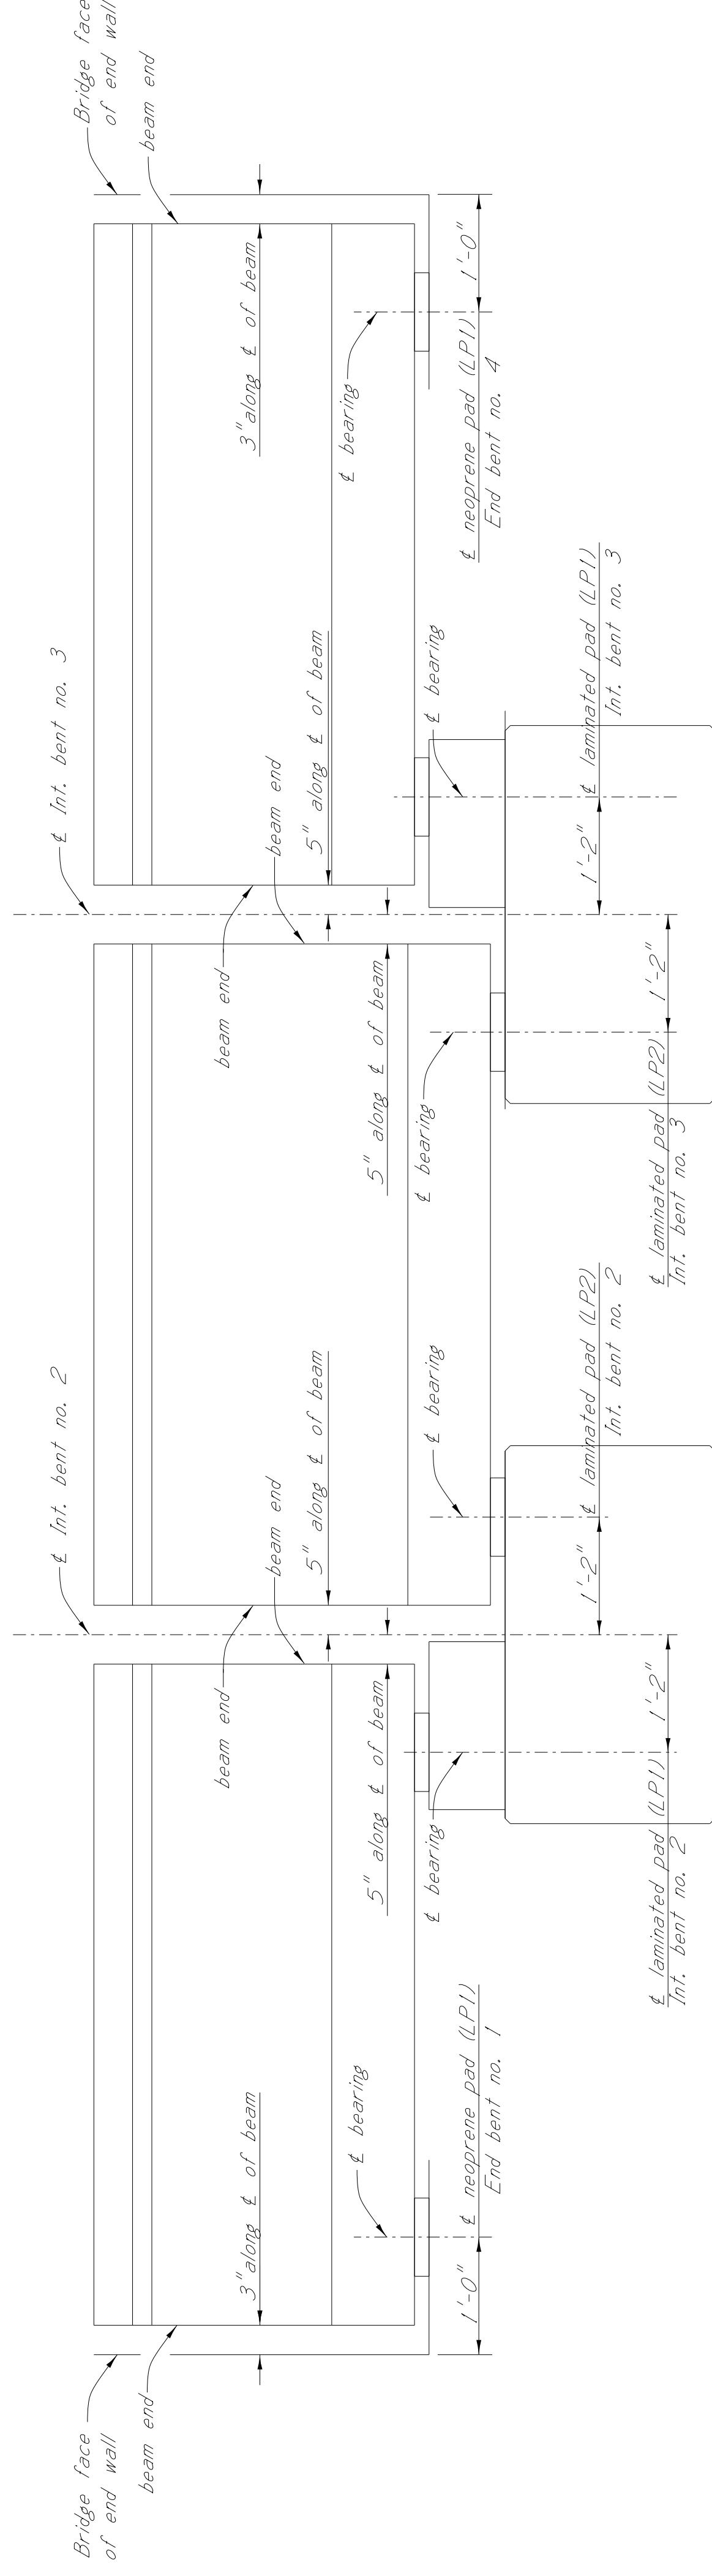 Bridge face
of end wall
beam end
3" along ℄ of beam
℄ bearing
1'-0"
℄ neoprene pad (LP1)
End bent no. 1
℄ Int. bent no. 2
beam end
beam end
5" along ℄ of beam
5" along ℄ of beam
℄ bearing
℄ bearing
1'-2"
℄ laminated pad (LP2)
Int. bent no. 2
℄ laminated pad (LP1)
Int. bent no. 2
1'-2"
℄ Int. bent no. 3
beam end
beam end
5" along ℄ of beam
5" along ℄ of beam
℄ bearing
℄ bearing
1'-2"
℄ laminated pad (LP1)
Int. bent no. 3
℄ laminated pad (LP2)
Int. bent no. 3
1'-2"
Bridge face
of end wall
beam end
3" along ℄ of beam
℄ bearing
℄ neoprene pad (LP1)
End bent no. 4
1'-0"